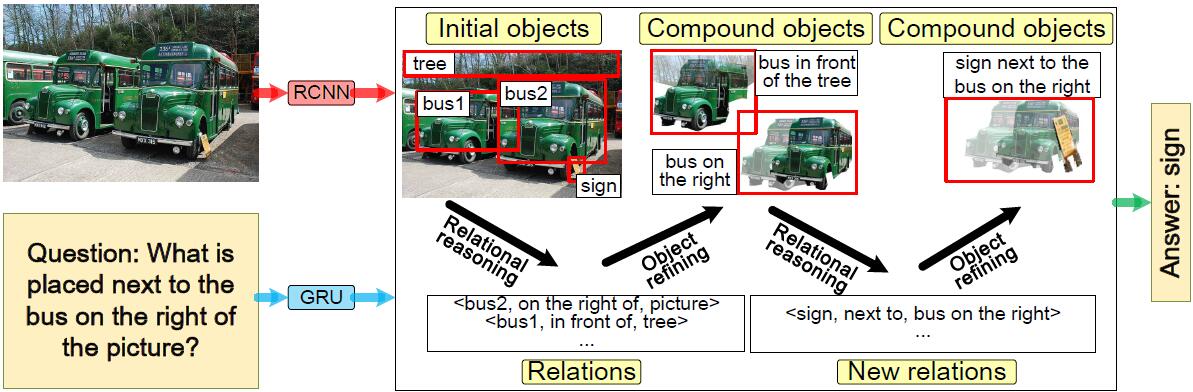 Initial objects
Compound objects
Compound objects
RCNN
tree
bus1
bus2
sign
bus in front
of the tree
bus on
the right
sign next to the
bus on the right
Question: What is
placed next to the
bus on the right of
the picture?
GRU
Relational
reasoning
Object
refining
Relational
reasoning
Object
refining
<bus2, on the right of, picture>
<bus1, in front of, tree>
...
<sign, next to, bus on the right>
...
Relations
New relations
Answer: sign